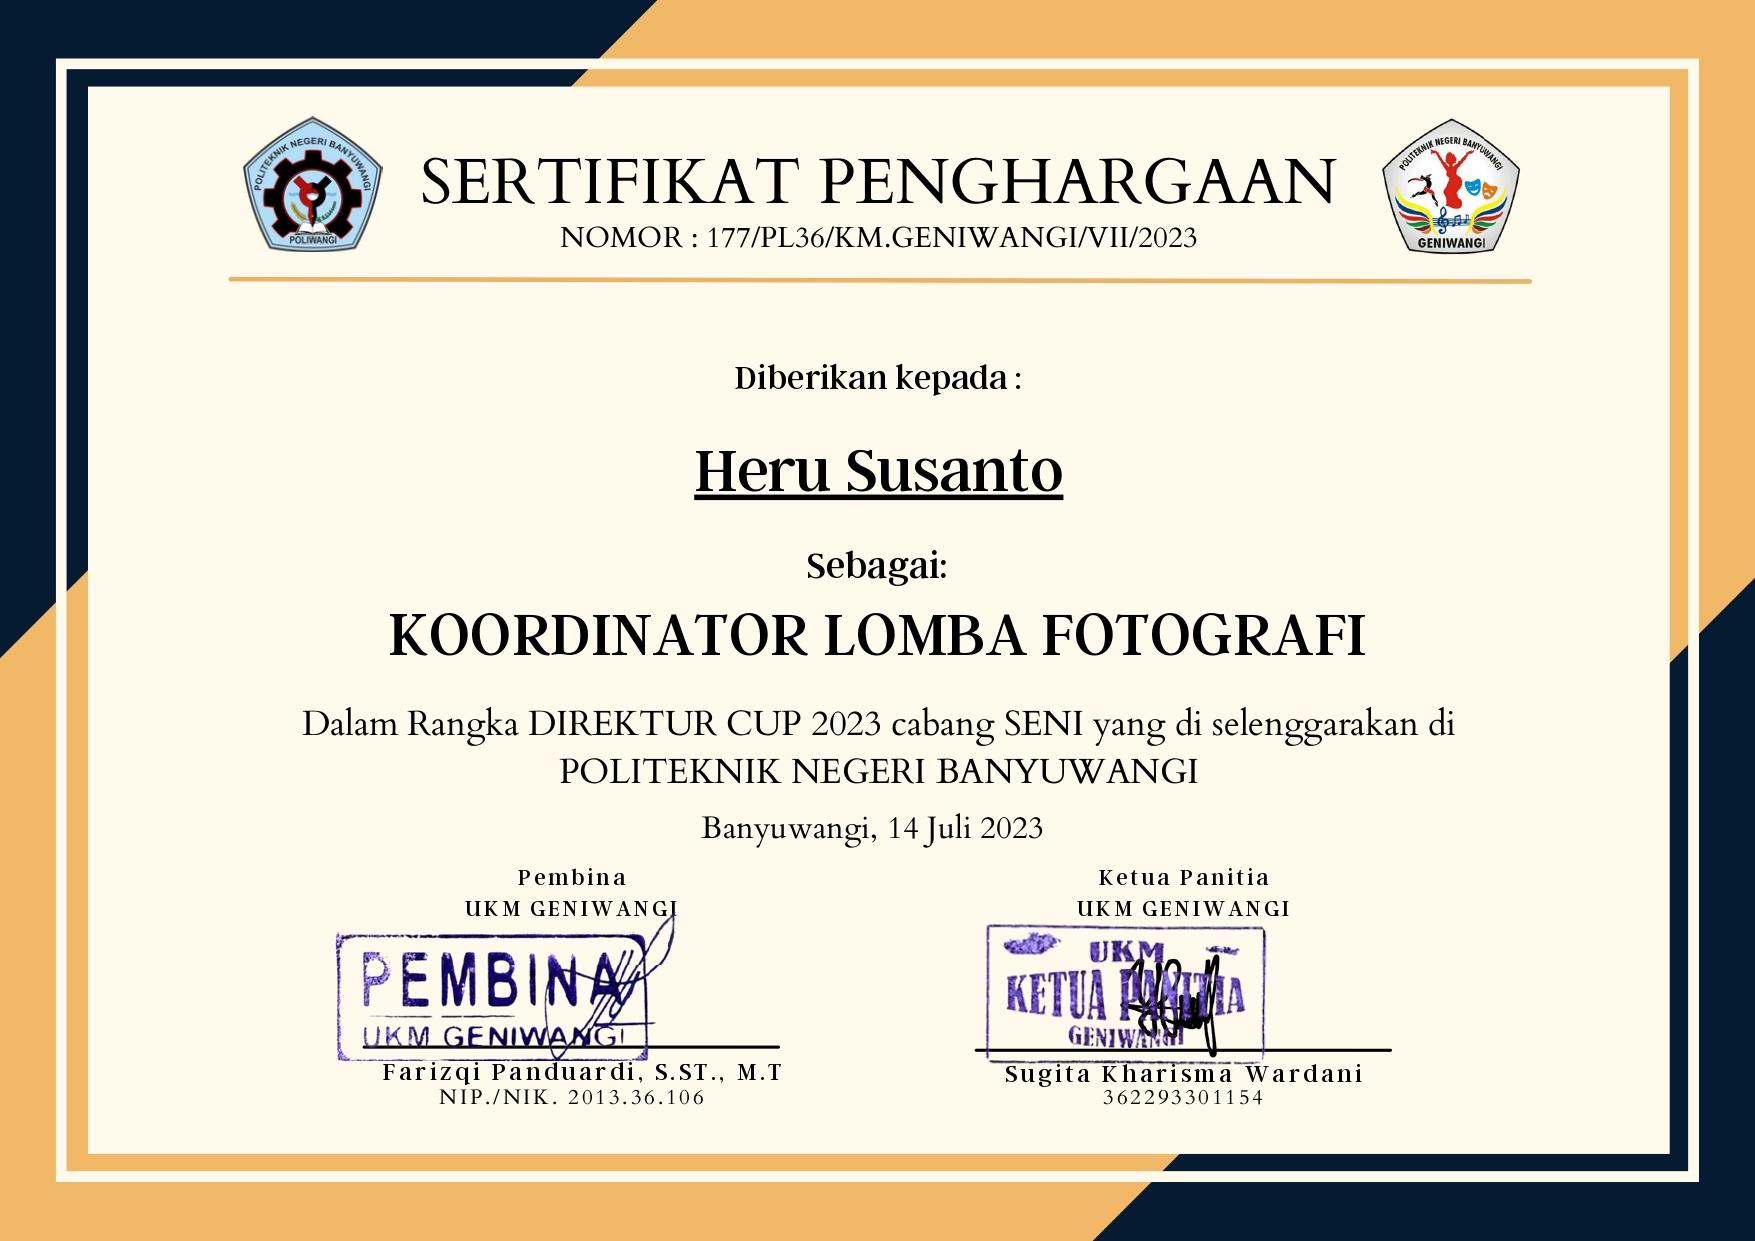 POLITEKNIK NEGERI BANYUWANGI
POLIWANGI
SERTIFIKAT PENGHARGAAN
NOMOR : 177/PL36/KM.GENIWANGI/VII/2023
POLITEKNIK NEGERI BANYUWANGI
GENIWANGI
Diberikan kepada :
Heru Susanto
Sebagai:
KOORDINATOR LOMBA FOTOGRAFI
Dalam Rangka DIREKTUR CUP 2023 cabang SENI yang di selenggarakan di
POLITEKNIK NEGERI BANYUWANGI
Banyuwangi, 14 Juli 2023
Pembina
UKM GENIWANGI
PEMBINA
UKM GENIWANGI
Farizqi Panduardi, S.ST., M.T
NIP./NIK. 2013.36.106
Ketua Panitia
UKM GENIWANGI
UKM
KETUA PANITIA
GENIWANGI
Sugita Kharisma Wardani
362293301154